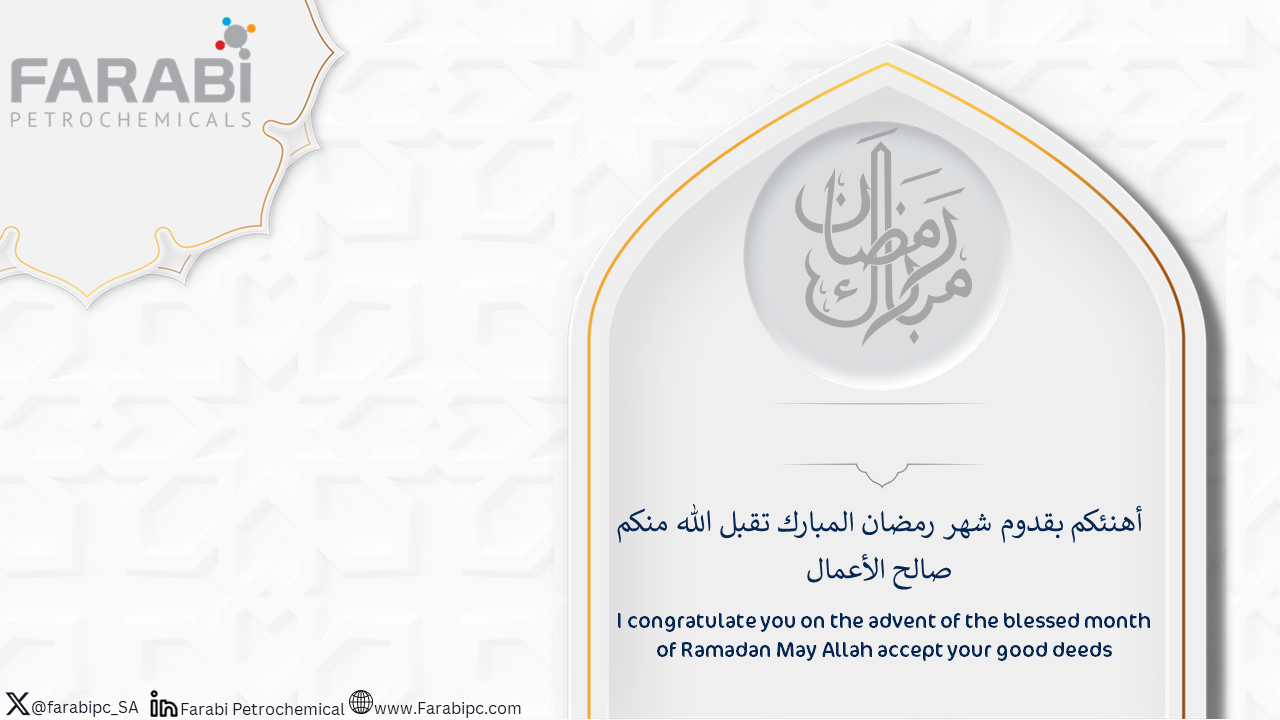 FARABi
PETROCHEMICALS
رمضان
مبارك
أهنئكم بقدوم شهر رمضان المبارك تقبل الله منكم
صالح الأعمال
I congratulate you on the advent of the blessed month
of Ramadan May Allah accept your good deeds
@farabipc_SA Farabi Petrochemical www.Farabipc.com